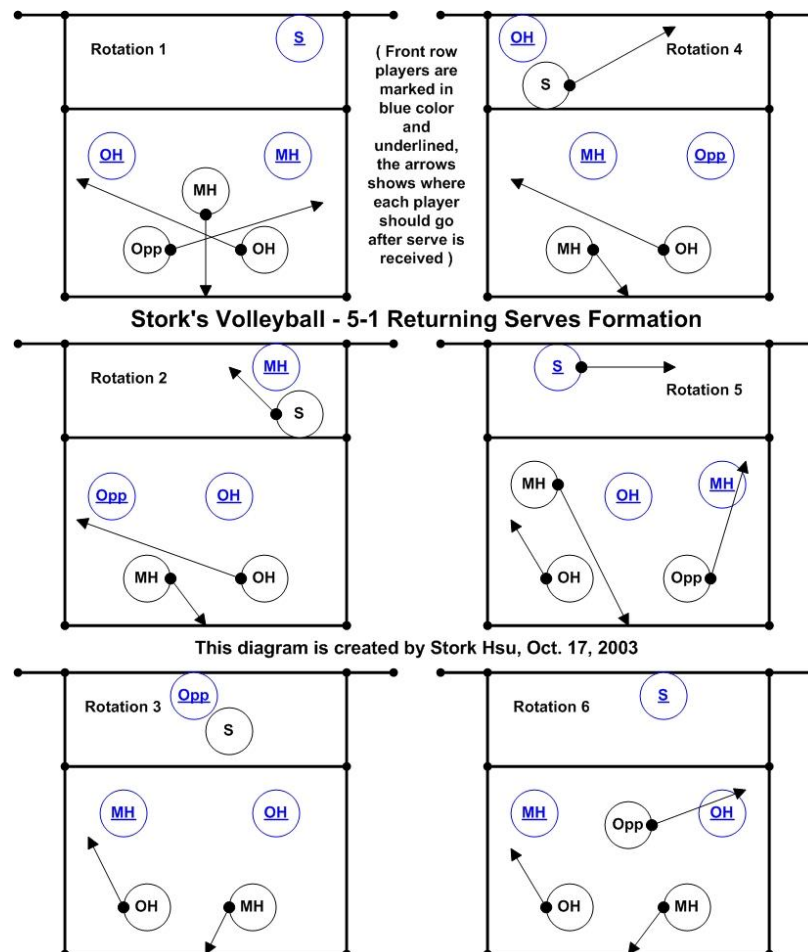 Rotation 1
S
OH
MH
MH
Opp
OH
( Front row
players are
marked in
blue color
and
underlined,
the arrows
shows where
each player
should go
after serve is
received )
OH
Rotation 4
S
MH
Opp
MH
OH
Stork's Volleyball - 5-1 Returning Serves Formation
Rotation 2
MH
S
Opp
OH
MH
OH
S
Rotation 5
MH
OH
MH
OH
Opp
This diagram is created by Stork Hsu, Oct. 17, 2003
Rotation 3
Opp
S
MH
OH
OH
MH
Rotation 6
S
MH
Opp
OH
OH
MH